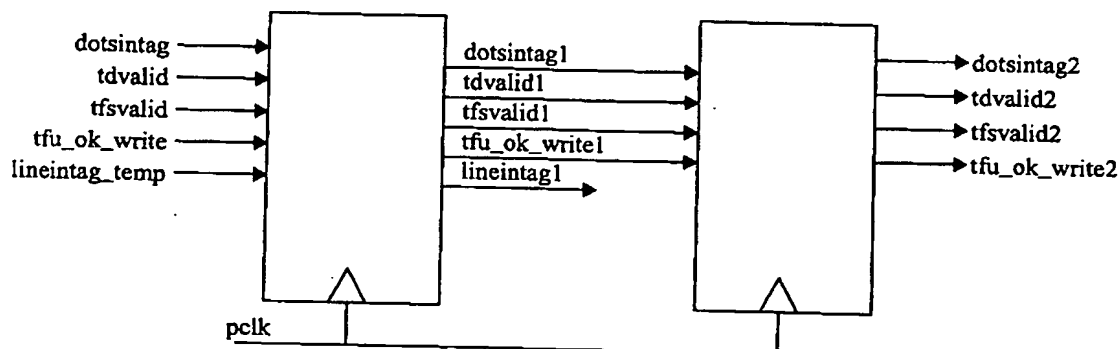 dotsintag
tdvalid
tfsvalid
tfu_ok_write
lineintag_temp
dotsintag1
tdvalid1
tfsvalid1
tfu_ok_write1
lineintag1
dotsintag2
tdvalid2
tfsvalid2
tfu_ok_write2
pclk